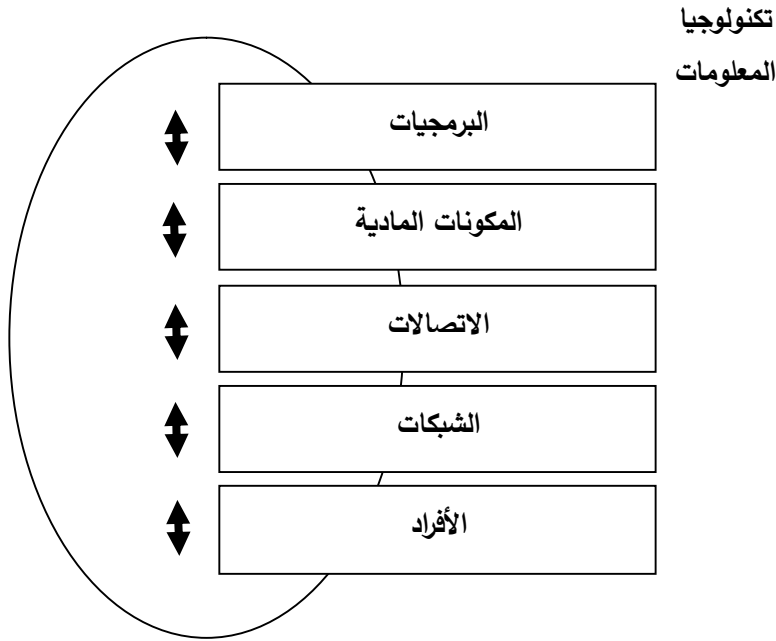 تكنولوجيا
المعلومات
البرمجيات
المكونات المادية
الاتصالات
الشبكات
الأفراد